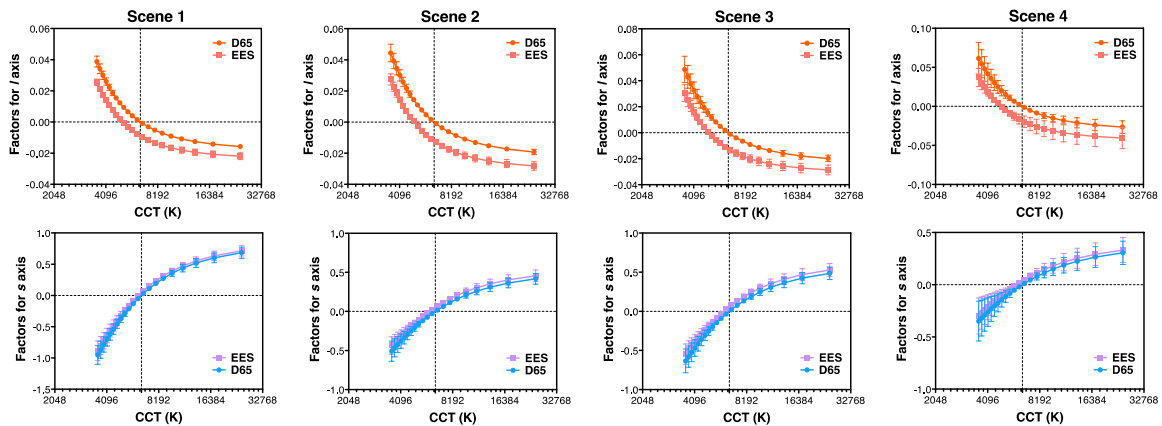 Scene 1
Factors for l axis
0.06
0.04
0.02
0.00
-0.02
-0.04
D65
EES
2048 4096 8192 16384 32768
CCT (K)
Scene 2
Factors for l axis
0.06
0.04
0.02
0.00
-0.02
-0.04
D65
EES
2048 4096 8192 16384 32768
CCT (K)
Scene 3
Factors for l axis
0.08
0.06
0.04
0.02
0.00
-0.02
-0.04
D65
EES
2048 4096 8192 16384 32768
CCT (K)
Scene 4
Factors for l axis
0.10
0.05
0.00
-0.05
-0.10
D65
EES
2048 4096 8192 16384 32768
CCT (K)
Factors for s axis
1.0
0.5
0.0
-0.5
-1.0
-1.5
EES
D65
2048 4096 8192 16384 32768
CCT (K)
Factors for s axis
1.0
0.5
0.0
-0.5
-1.0
EES
D65
2048 4096 8192 16384 32768
CCT (K)
Factors for s axis
1.0
0.5
0.0
-0.5
-1.0
EES
D65
2048 4096 8192 16384 32768
CCT (K)
Factors for s axis
0.5
0.0
-0.5
-1.0
EES
D65
2048 4096 8192 16384 32768
CCT (K)